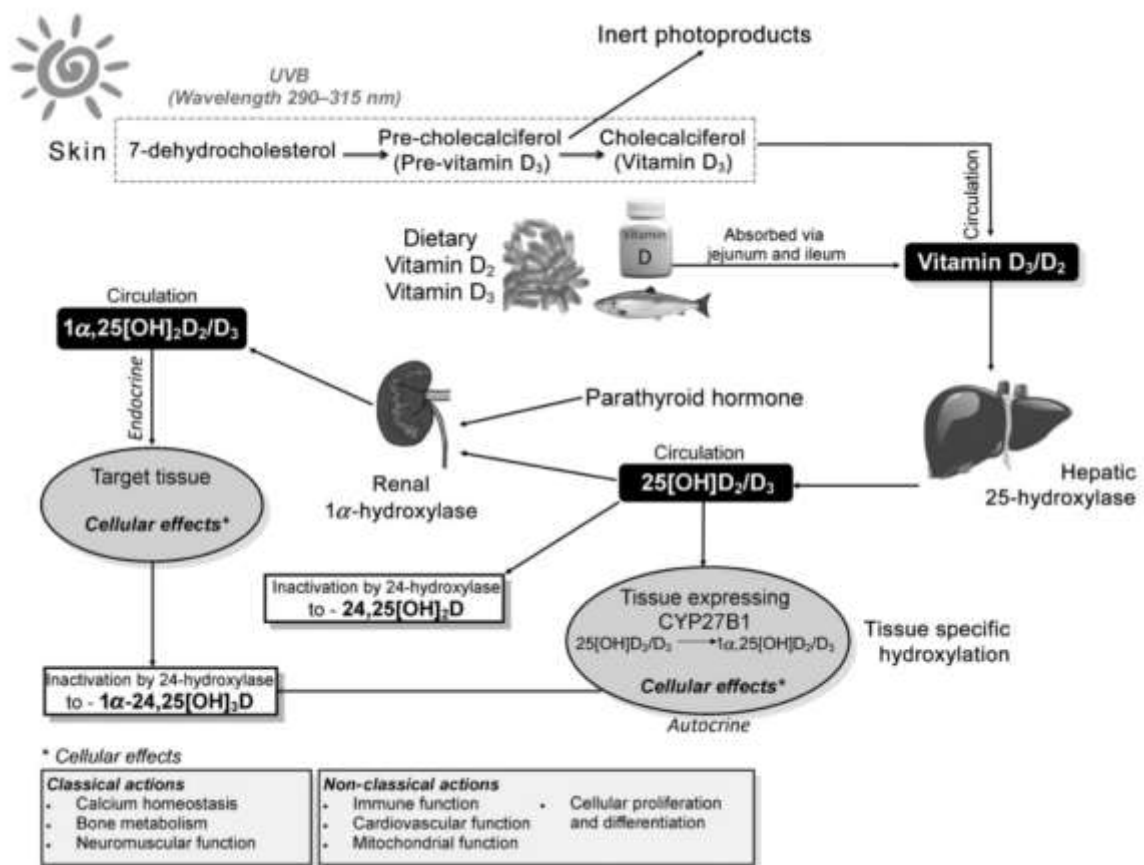 Inert photoproducts
UVB
(Wavelength 290–315 nm)
Skin
7-dehydrocholesterol
Pre-cholecalciferol
(Pre-vitamin D₃)
Cholecalciferol
(Vitamin D₃)
Circulation
Dietary
Vitamin D₂
Vitamin D₃
Vitamin
D
Absorbed via
jejunum and ileum
Vitamin D₃/D₂
Circulation
1α,25[OH]₂D₂/D₃
Endocrine
Parathyroid hormone
Renal
1α-hydroxylase
Circulation
25[OH]D₂/D₃
Hepatic
25-hydroxylase
Target tissue
Cellular effects*
Inactivation by 24-hydroxylase
to - 24,25[OH]₂D
Tissue expressing
CYP27B1
25[OH]D₂/D₃ 1α.25[OH]D₂/D₃
Cellular effects*
Autocrine
Tissue specific
hydroxylation
Inactivation by 24-hydroxylase
to - 1α-24,25[OH]₃D
* Cellular effects
Classical actions
• Calcium homeostasis
• Bone metabolism
• Neuromuscular function
Non-classical actions
• Immune function
• Cardiovascular function
• Mitochondrial function
• Cellular proliferation
and differentiation